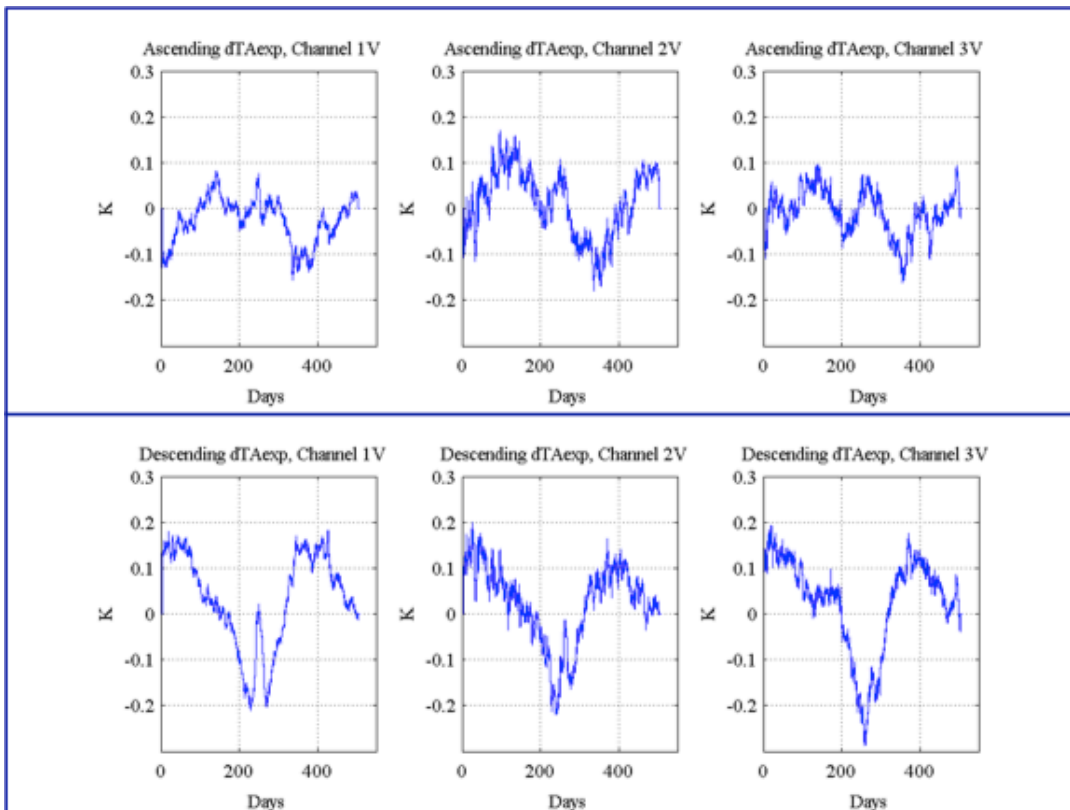 Ascending dTAexp, Channel 1V
Ascending dTAexp, Channel 2V
Ascending dTAexp, Channel 3V
0.3
0.2
0.1
0
-0.1
-0.2
K
0 200 400
Days
0.3
0.2
0.1
0
-0.1
-0.2
K
0 200 400
Days
0.3
0.2
0.1
0
-0.1
-0.2
K
0 200 400
Days
Descending dTAexp, Channel 1V
Descending dTAexp, Channel 2V
Descending dTAexp, Channel 3V
0.3
0.2
0.1
0
-0.1
-0.2
K
0 200 400
Days
0.3
0.2
0.1
0
-0.1
-0.2
K
0 200 400
Days
0.3
0.2
0.1
0
-0.1
-0.2
K
0 200 400
Days